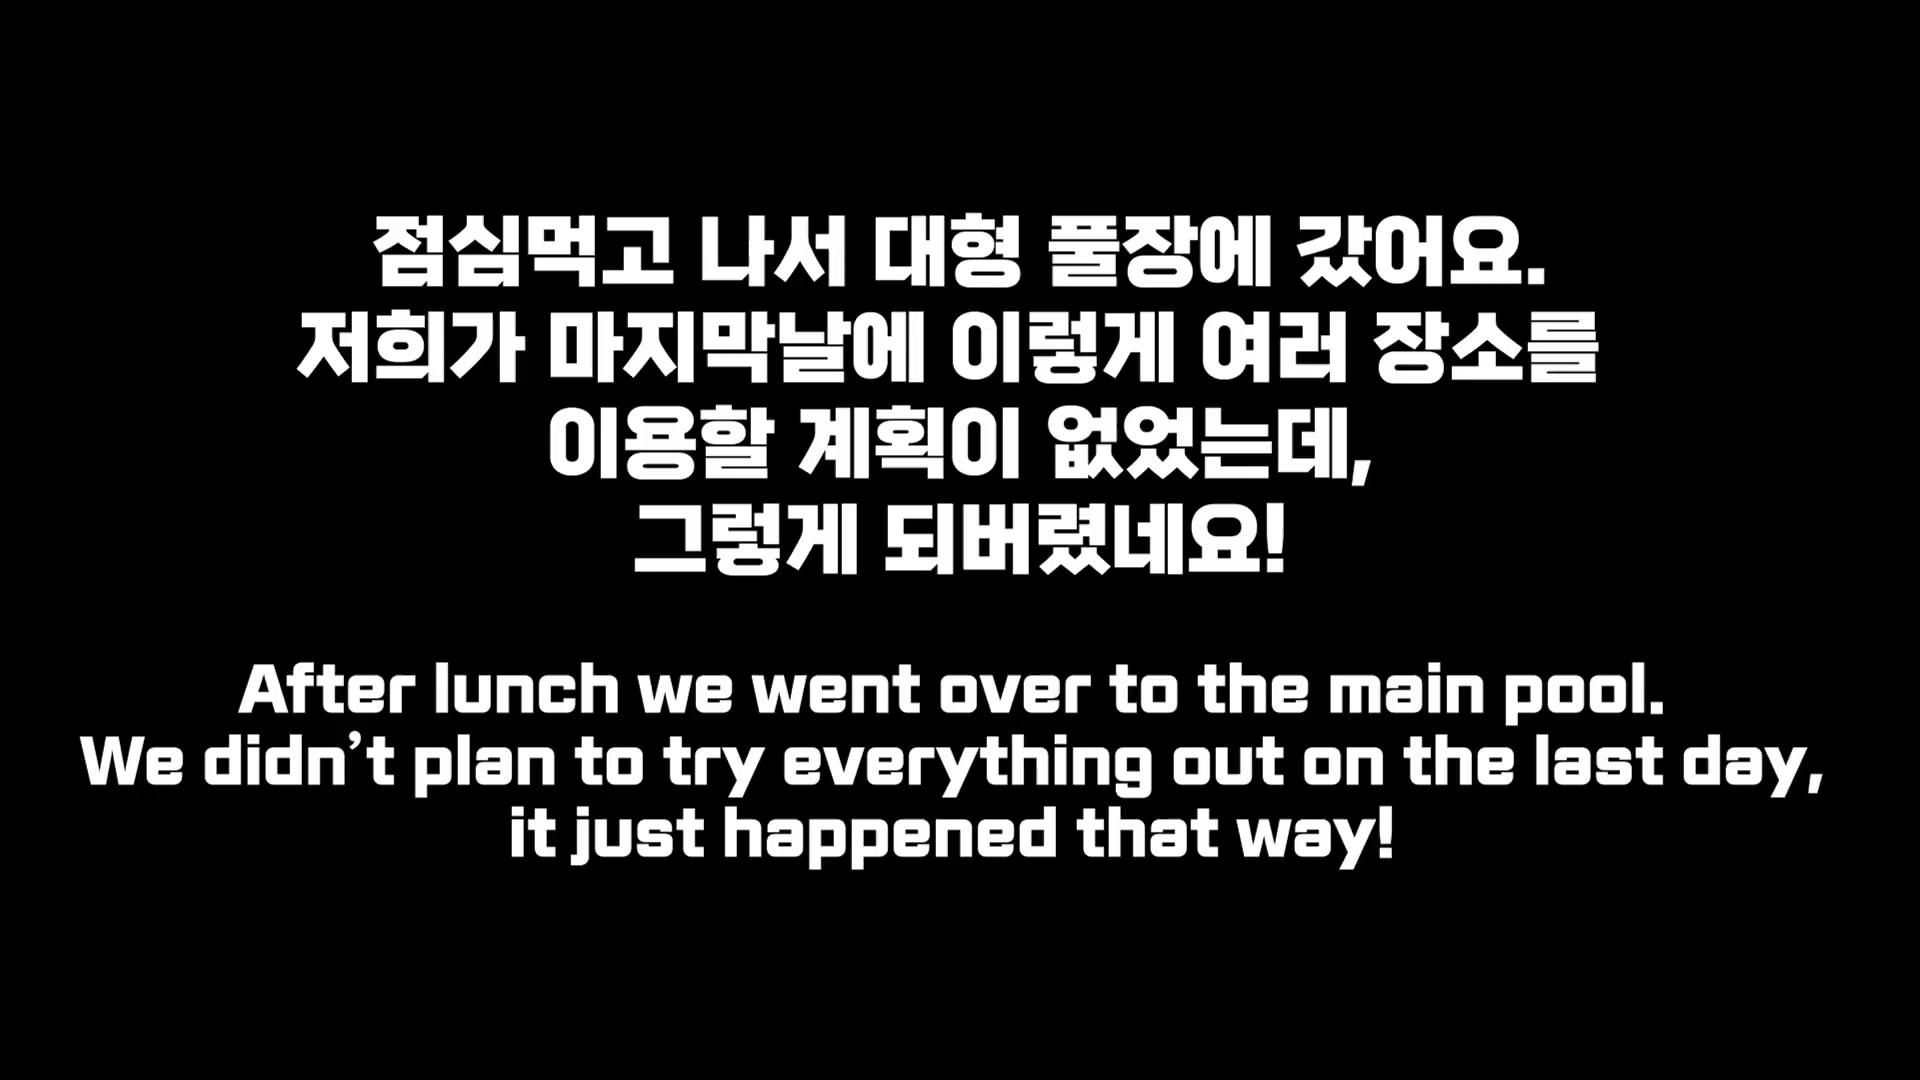 점심먹고 나서 대형 풀장에 갔어요.
저희가 마지막날에 이렇게 여러 장소를
이용할 계획이 없었는데,
그렇게 되버렸네요!
After lunch we went over to the main pool.
We didn’t plan to try everything out on the last day,
it just happened that way!